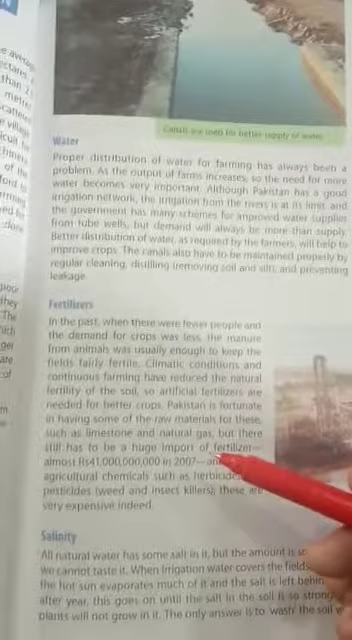 Canals are used for better supply of water.
Water
Proper distribution of water for farming has always been a
problem. As the output of farms increases, so the need for more
water becomes very important. Although Pakistan has a good
irrigation network, the irrigation from the rivers is at its limit, and
the government has many schemes for improved water supplies
from tube wells, but demand will always be more than supply.
Better distribution of water, as required by the farmers, will help to
improve crops. The canals also have to be maintained properly by
regular cleaning, distilling (removing soil and silt), and preventing
leakage.
Fertilizers
In the past, when there were fewer people and
the demand for crops was less, the manure
from animals was usually enough to keep the
fields fairly fertile. Climatic conditions and
continuous farming have reduced the natural
fertility of the soil, so artificial fertilizers are
needed for better crops. Pakistan is fortunate
in having some of the raw materials for these,
such as limestone and natural gas, but there
still has to be a huge import of fertilizer—
almost Rs41,000,000,000 in 2007—
agricultural chemicals such as
pesticides (weed and insect killers); these are
very expensive indeed.
Salinity
All natural water has some salt in it, but the amount is
we cannot taste it. When irrigation water covers the
the hot sun evaporates much of it and the salt is left
after year, this goes on until the salt in the soil is so
plants will not grow in it. The only answer is to 'wash' the soil